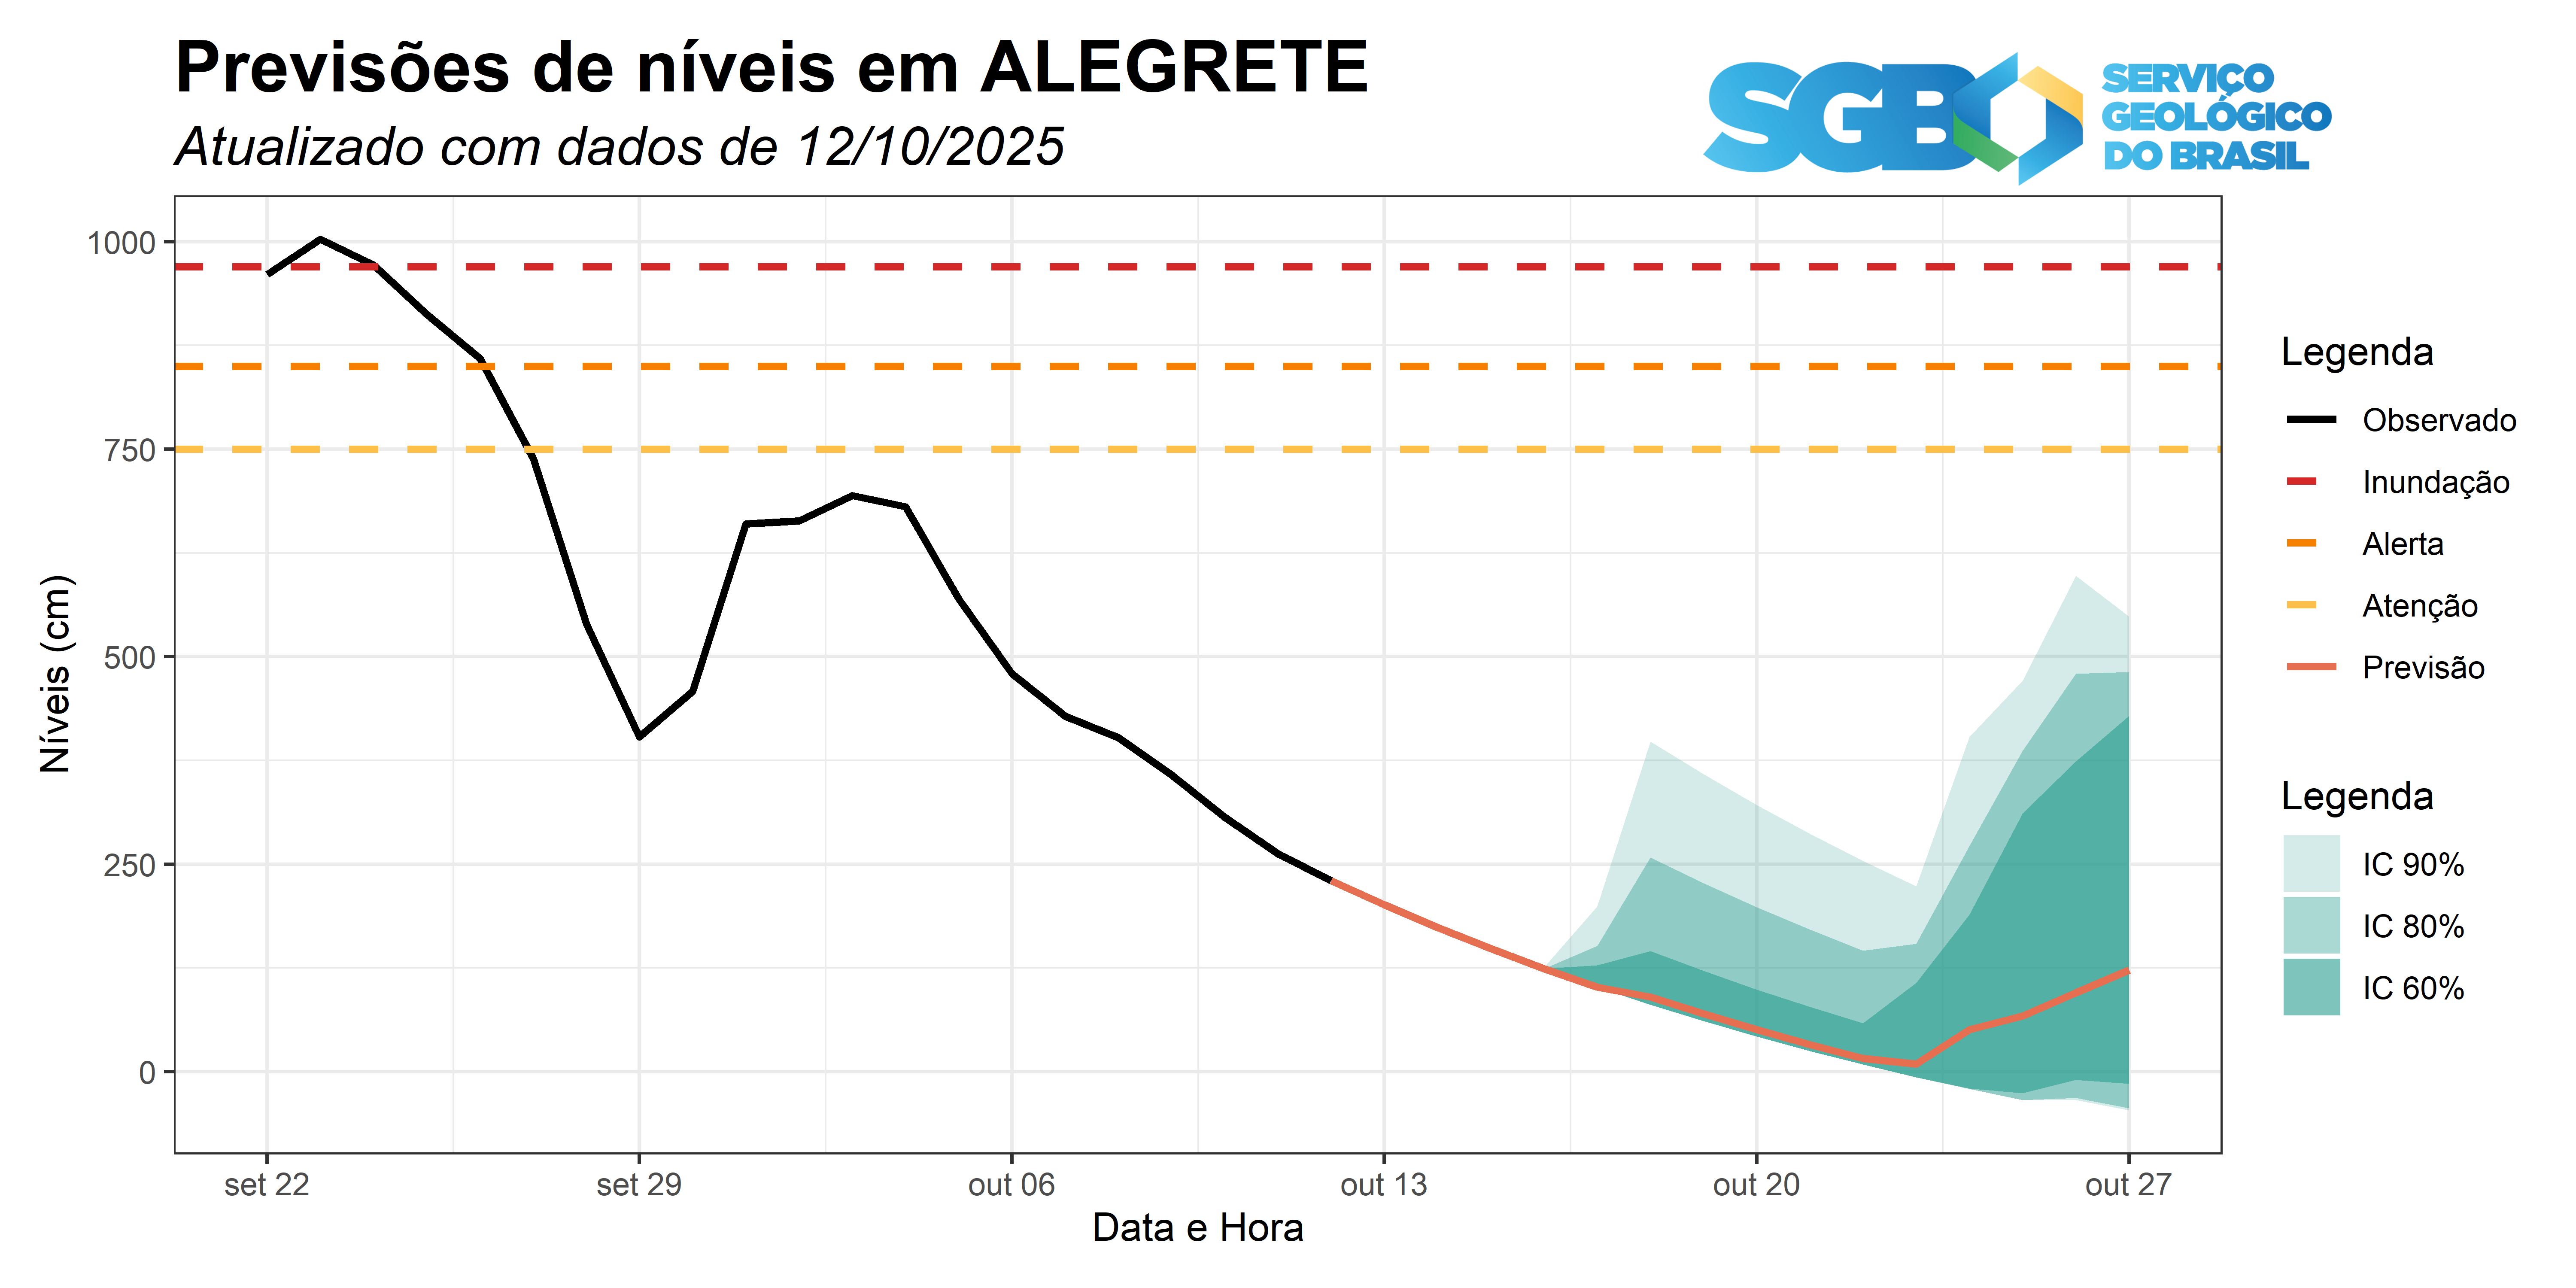 Previsões de níveis em ALEGRETE
Atualizado com dados de 12/10/2025
SGB
SERVIÇO
GEOLÓGICO
DO BRASIL
1000
750
500
250
0
Níveis (cm)
set 22
set 29
out 06
out 13
out 20
out 27
Data e Hora
Legenda
Observado
Inundação
Alerta
Atenção
Previsão
Legenda
IC 90%
IC 80%
IC 60%